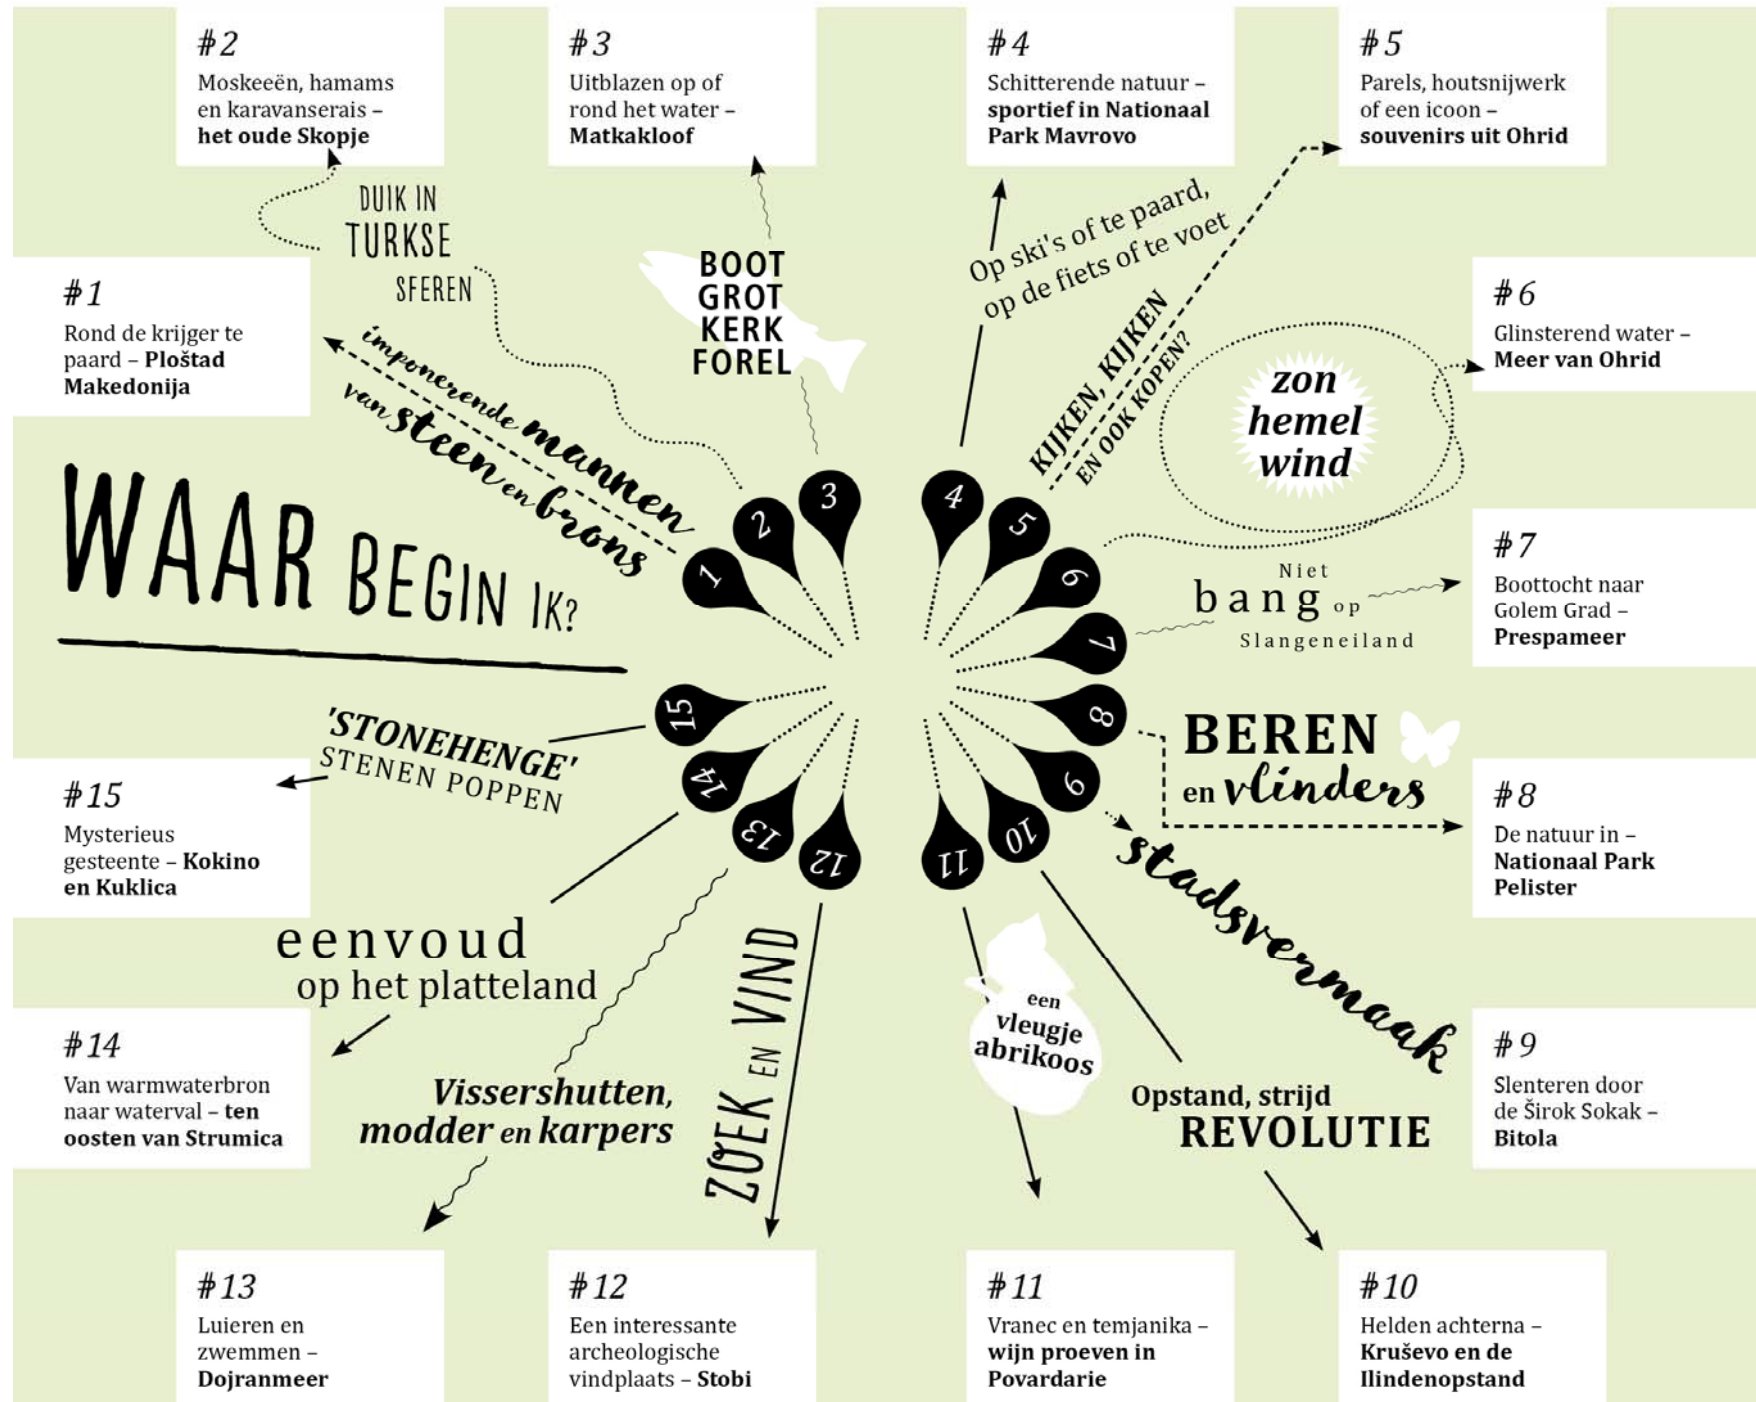 #2
Moskeeën, hamams
en karavanserais –
het oude Skopje
#3
Uitblazen op of
rond het water –
Matkakloof
#4
Schitterende natuur –
sportief in Nationaal
Park Mavrovo
#5
Parels, houtsnijwerk
of een icoon –
souvenirs uit Ohrid
DUIK IN
TURKSE
SFEREN
BOOT
GROT
KERK
FOREL
Op ski's of te paard,
op de fiets of te voet
KIJKEN, KIJKEN
EN OOK KOPEN?
#1
Rond de krijger te
paard – Ploštad
Makedonija
imponerende mannen
van steen en brons
zon
hemel
wind
#6
Glinsterend water –
Meer van Ohrid
WAAR BEGIN IK?
1
2
3
4
5
6
7
8
9
10
11
12
13
14
15
Niet
bang op
Slangeneiland
#7
Boottocht naar
Golem Grad –
Prespameer
'STONEHENGE'
STENEN POPPEN
BEREN
en vlinders
#15
Mysterieus
gesteente – Kokino
en Kuklica
#8
De natuur in –
Nationaal Park
Pelister
eenvoud
op het platteland
stadsvermaak
#14
Van warmwaterbron
naar waterval – ten
oosten van Strumica
Vissershutten,
modder en karpers
ZOEK EN VIND
een
vleugje
abrikoos
Opstand, strijd
REVOLUTIE
#9
Slenteren door
de Širok Sokak –
Bitola
#13
Luieren en
zwemmen –
Dojranmeer
#12
Een interessante
archeologische
vindplaats – Stobi
#11
Vranec en temjanika –
wijn proeven in
Povardarie
#10
Helden achterna –
Kruševo en de
Ilindenopstand